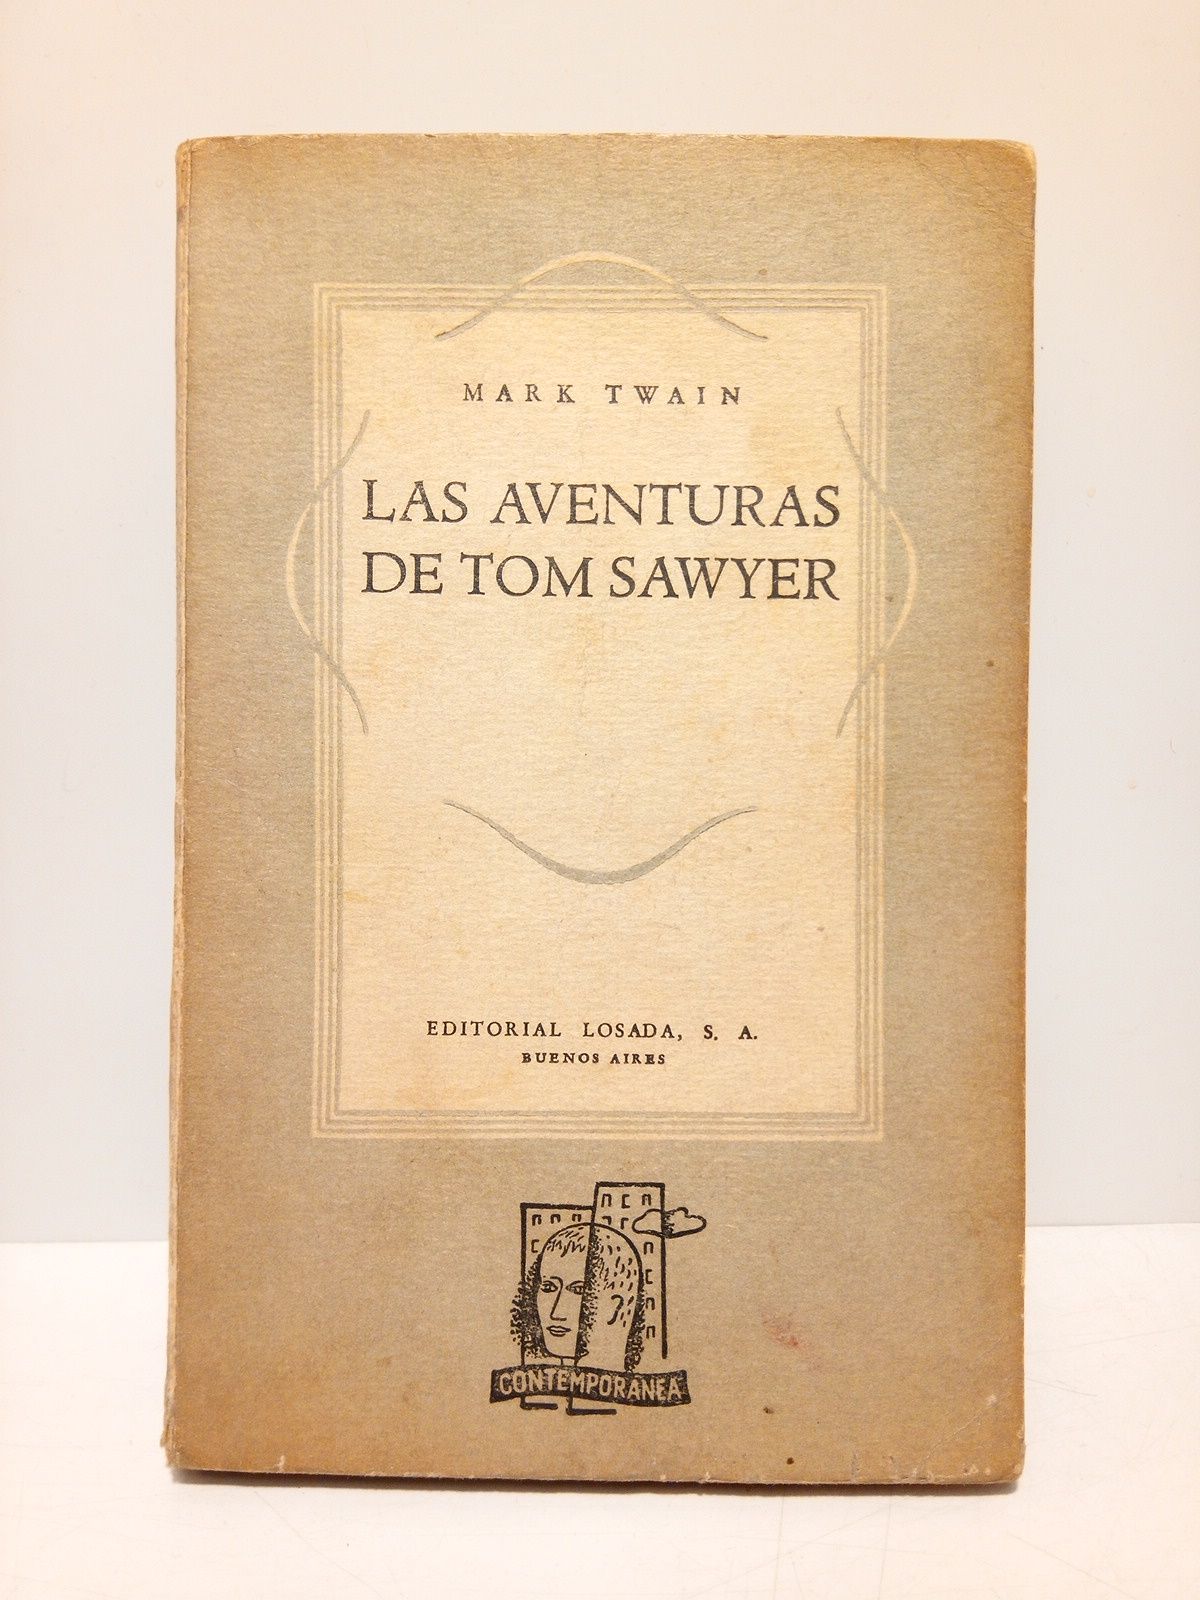 MARK TWAIN
LAS AVENTURAS
DE TOM SAWYER
EDITORIAL LOSADA, S. A.
BUENOS AIRES
CONTEMPORANEA